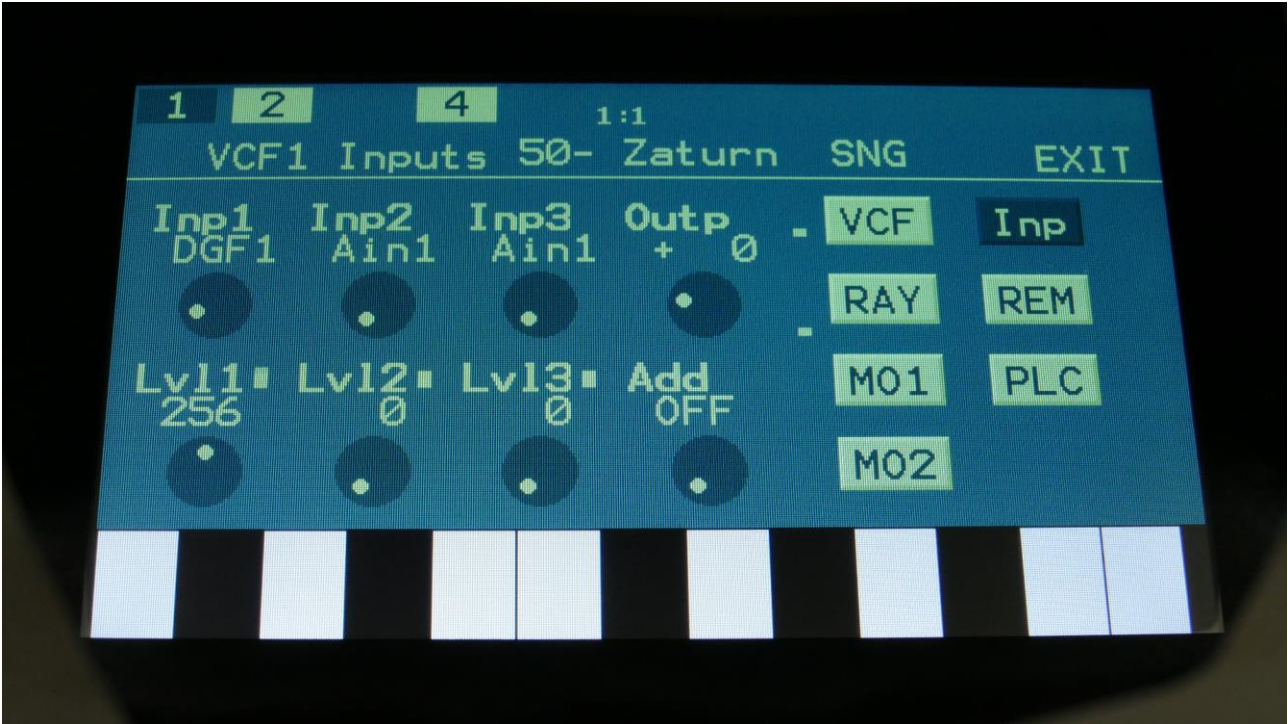 1 2 4 1:1
VCF1 Inputs 50- Zaturn SNG EXIT
Inp1 Inp2 Inp3 Outp VCF Inp
DGF1 Ain1 Ain1 + 0
RAY REM
Lvl1 Lvl2 Lvl3 Add MO1 PLC
256 0 0 OFF
MO2